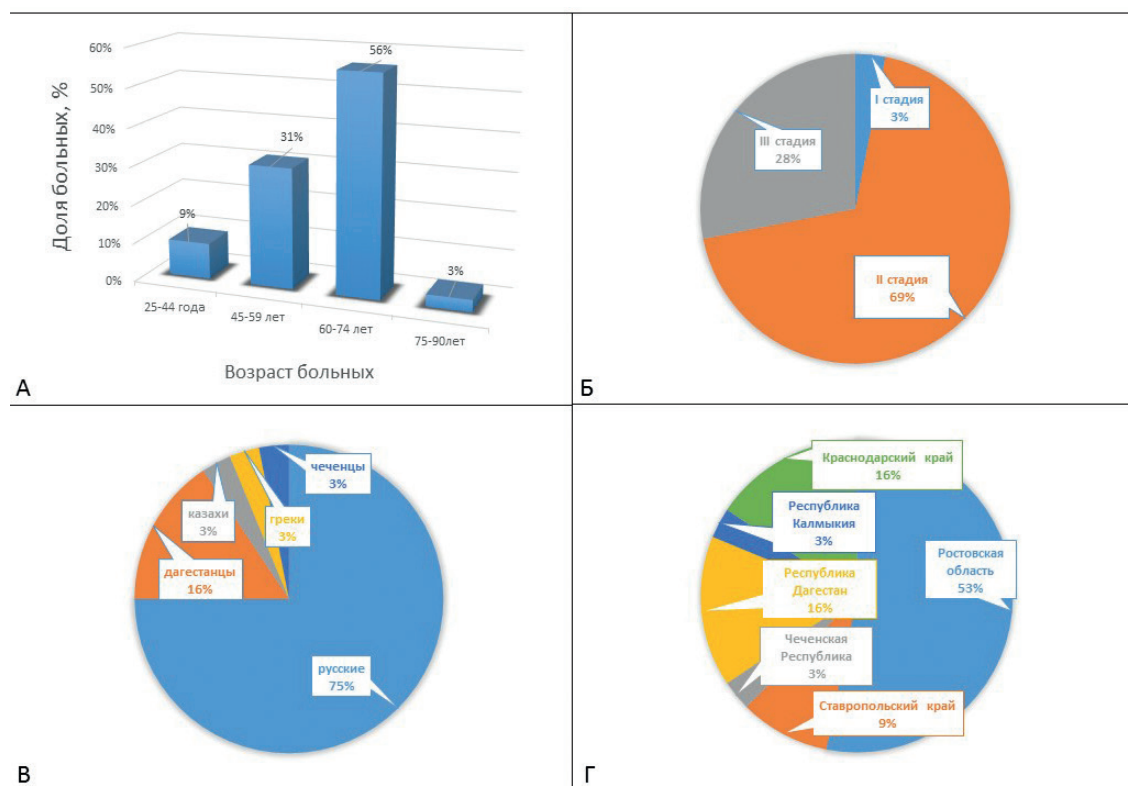 60%
50%
40%
30%
20%
10%
0%
Доля больных, %
9%
31%
56%
3%
25-44 года
45-59 лет
60-74 лет
75-90лет
Возраст больных
А
I стадия
3%
III стадия
28%
II стадия
69%
Б
чеченцы
3%
казахи
3%
греки
3%
дагестанцы
16%
русские
75%
В
Краснодарский край
16%
Республика
Калмыкия
3%
Ростовская
область
53%
Республика
Дагестан
16%
Чеченская
Республика
3%
Ставропольский край
9%
Г